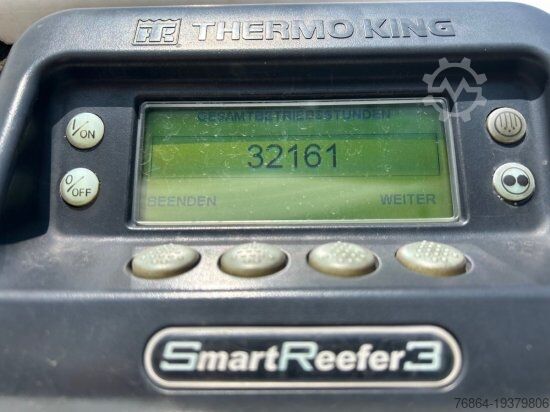 THERMO KING
GESAMTBETRIEBSSTUNDEN
32161
BEENDEN WEITER
I/ON
0/OFF
SmartReefer3
76864-19379806